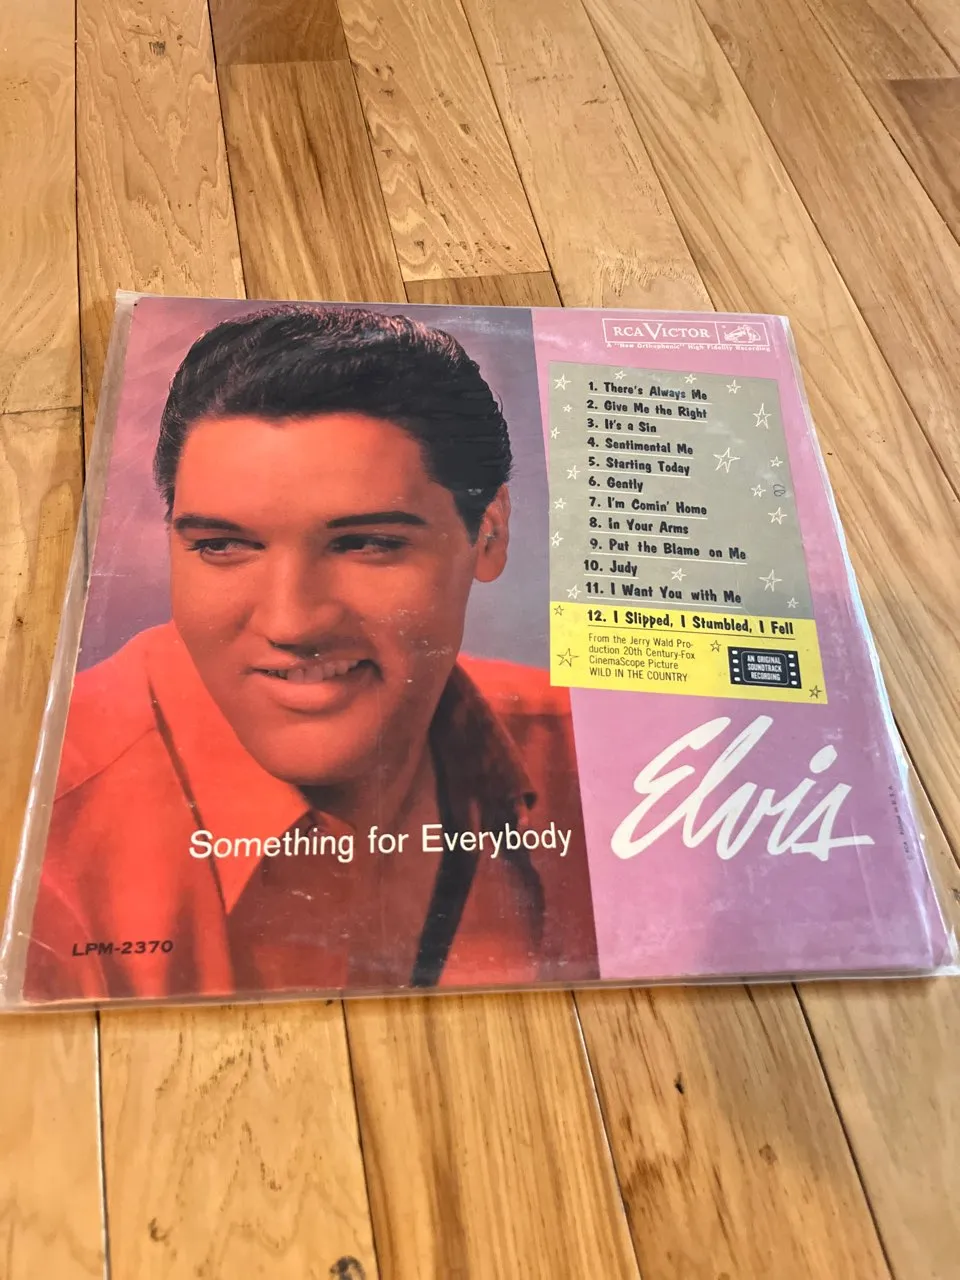 RCA VICTOR
A "New Orthophonic" High Fidelity Recording
1. There's Always Me
2. Give Me the Right
3. It's a Sin
4. Sentimental Me
5. Starting Today
6. Gently
7. I'm Comin' Home
8. In Your Arms
9. Put the Blame on Me
10. Judy
11. I Want You with Me
12. I Slipped, I Stumbled, I Fell
From the Jerry Wald Pro-
duction 20th Century-Fox
CinemaScope Picture
WILD IN THE COUNTRY
AN ORIGINAL
SOUNDTRACK
RECORDING
Elvis
Something for Everybody
LPM-2370